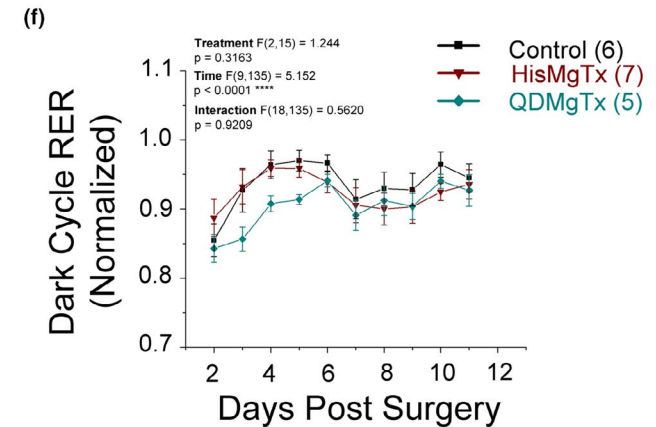 (f)
Treatment F(2,15) = 1.244
p = 0.3163
Time F(9,135) = 5.152
p < 0.0001 ****
Interaction F(18,135) = 0.5620
p = 0.9209
Control (6)
HisMgTx (7)
QDMgTx (5)
Dark Cycle RER
(Normalized)
1.1
1.0
0.9
0.8
0.7
2 4 6 8 10 12
Days Post Surgery